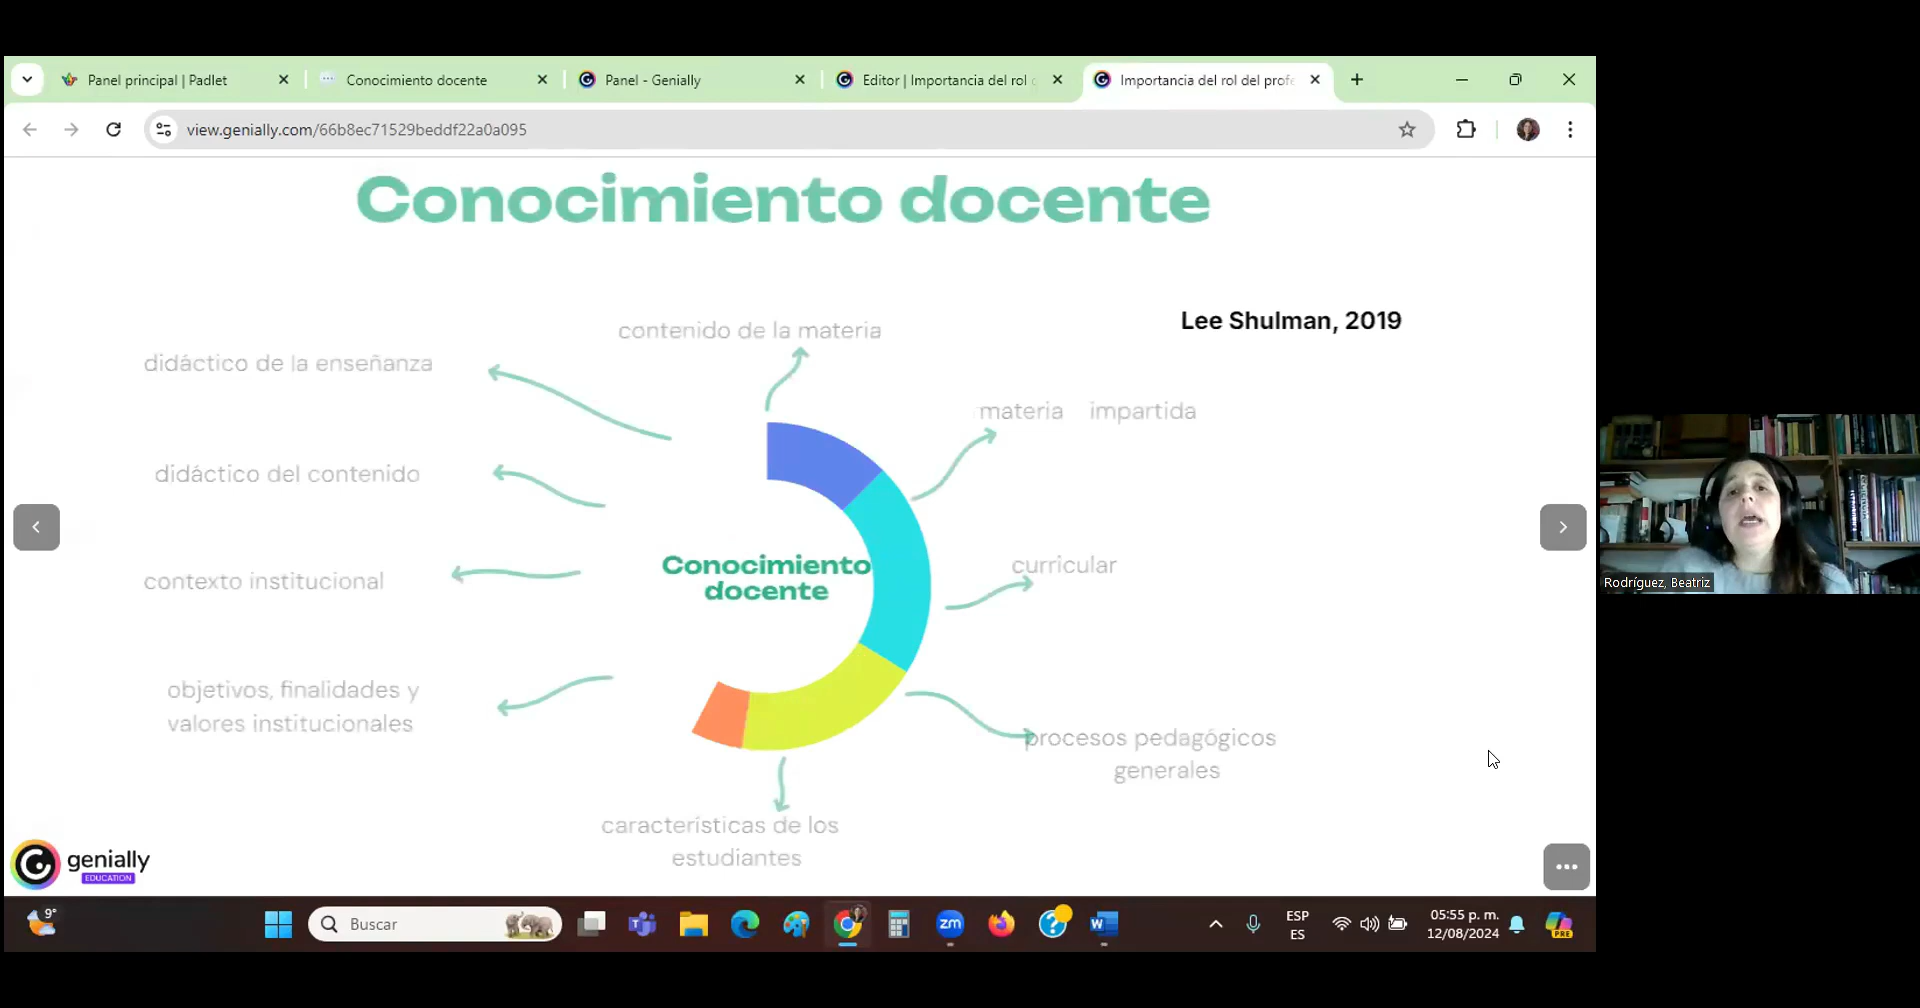 Panel principal | Padlet
Conocimiento docente
Panel - Genially
Editor | Importancia del rol
Importancia del rol del profe
view.genially.com/66b8ec71529beddf22a0a095
Conocimiento docente
Lee Shulman, 2019
contenido de la materia
didáctico de la enseñanza
materia impartida
didáctico del contenido
Conocimiento
docente
curricular
contexto institucional
objetivos, finalidades y
valores institucionales
procesos pedagógicos
generales
características de los
estudiantes
genially
EDUCATION
Rodríguez, Beatriz
9°
Buscar
zm
W
PRE
ESP
ES
05:55 p. m.
12/08/2024